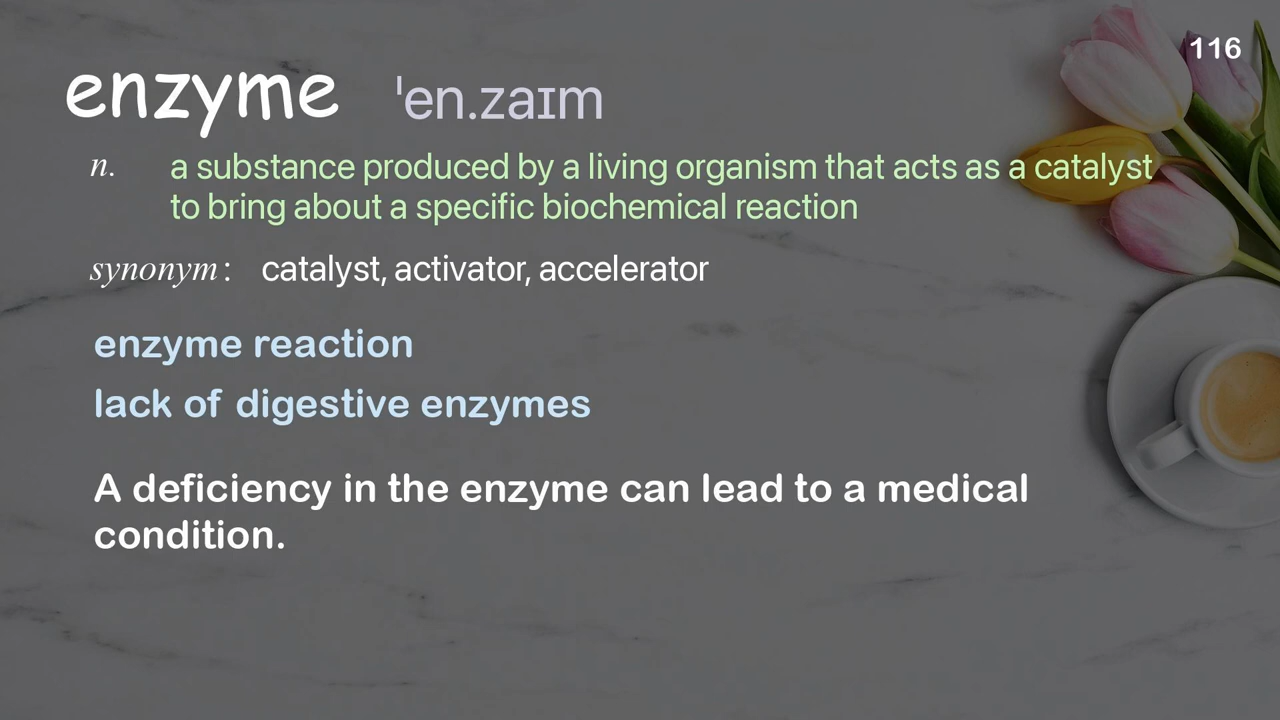 116
enzyme ˈen.zaɪm
n. a substance produced by a living organism that acts as a catalyst
to bring about a specific biochemical reaction
synonym: catalyst, activator, accelerator
enzyme reaction
lack of digestive enzymes
A deficiency in the enzyme can lead to a medical
condition.